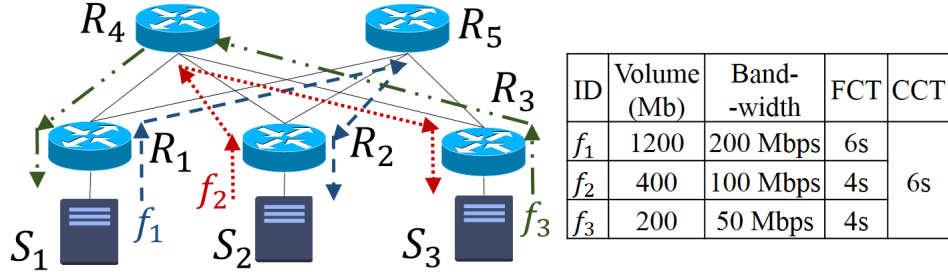 R4
R5
R3
R1
R2
f1
f2
f3
S1
S2
S3
ID Volume (Mb) Band- -width FCT CCT
f1 1200 200 Mbps 6s 6s
f2 400 100 Mbps 4s
f3 200 50 Mbps 4s